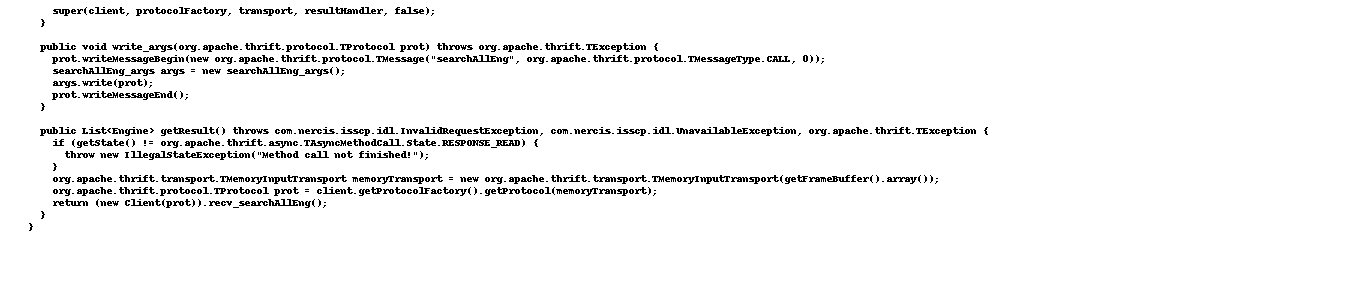 super(client, protocolFactory, transport, resultHandler, false);
}
public void write_args(org.apache.thrift.protocol.TProtocol prot) throws org.apache.thrift.TException {
prot.writeMessageBegin(new org.apache.thrift.protocol.TMessage("searchAllEng", org.apache.thrift.protocol.TMessageType.CALL, 0));
searchAllEng_args args = new searchAllEng_args();
args.write(prot);
prot.writeMessageEnd();
}
public List<Engine> getResult() throws com.nercis.isscp.idl.InvalidRequestException, com.nercis.isscp.idl.UnavailableException, org.apache.thrift.TException {
if (getState() != org.apache.thrift.async.TAsyncMethodCall.State.RESPONSE_READ) {
throw new IllegalStateException("Method call not finished!");
}
org.apache.thrift.transport.TMemoryInputTransport memoryTransport = new org.apache.thrift.transport.TMemoryInputTransport(getFrameBuffer().array());
org.apache.thrift.protocol.TProtocol prot = client.getProtocolFactory().getProtocol(memoryTransport);
return (new Client(prot)).recv_searchAllEng();
}
}